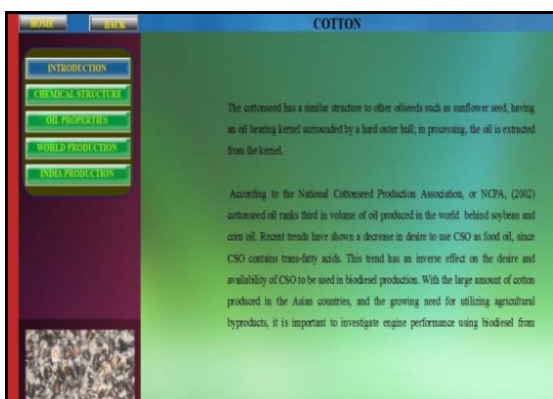 HOME
BACK
COTTON
INTRODUCTION
CHEMICAL STRUCTURE
OIL PROPERTIES
WORLD PRODUCTION
INDIA PRODUCTION
The cottonseed has a similar structure to other oilseeds such as sunflower seed, having
an oil bearing kernel surrounded by a hard outer hull; in processing, the oil is extracted
from the kernel.
According to the National Cottonseed Production Association, or NCPA, (2002)
cottonseed oil ranks third in volume of oil produced in the world behind soybean and
corn oil. Recent trends have shown a decrease in desire to use CSO as food oil, since
CSO contains trans-fatty acids. This trend has an inverse effect on the desire and
availability of CSO to be used in biodiesel production. With the large amount of cotton
produced in the Asian countries, and the growing need for utilizing agricultural
byproducts, it is important to investigate engine performance using biodiesel from